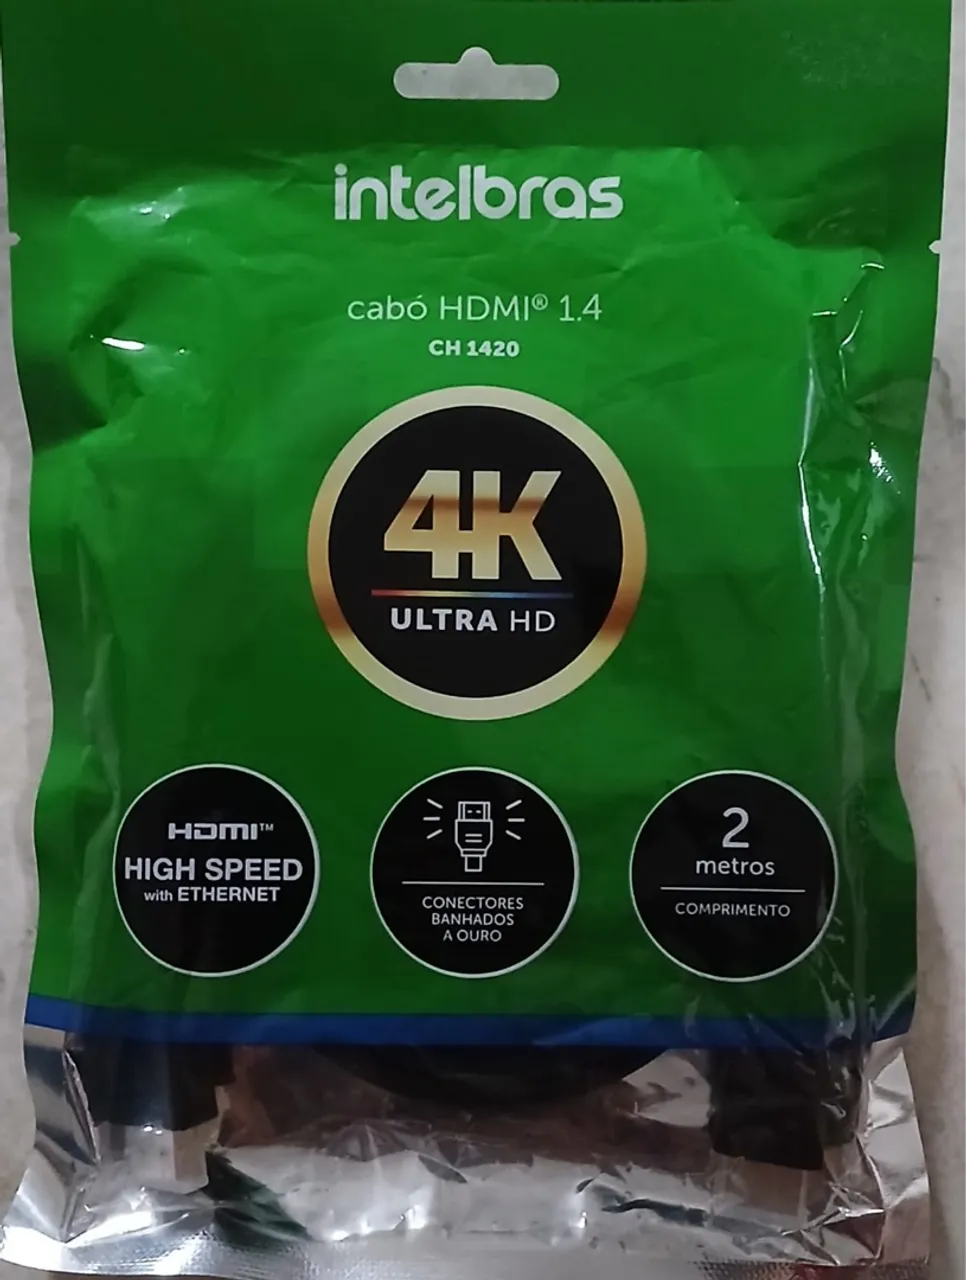 intelbras
cabó HDMI® 1.4
CH 1420
4K
ULTRA HD
HDMI™
HIGH SPEED
with ETHERNET
CONECTORES
BANHADOS
A OURO
2
metros
COMPRIMENTO